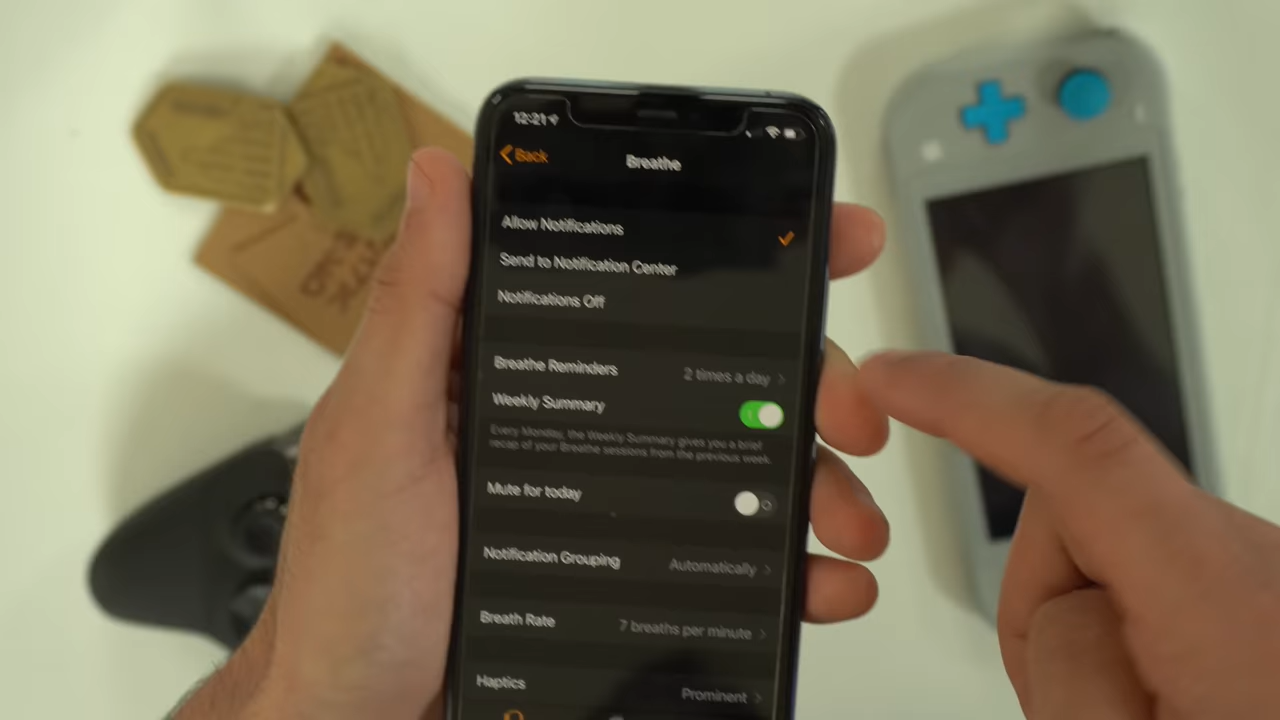 12:21
Back
Breathe
Allow Notifications
Send to Notification Center
Notifications Off
Breathe Reminders 2 times a day
Weekly Summary
Every Monday, the Weekly Summary gives you a brief
recap of your Breathe sessions from the previous week.
Mute for today
Notification Grouping Automatically
Breath Rate 7 breaths per minute
Haptics Prominent